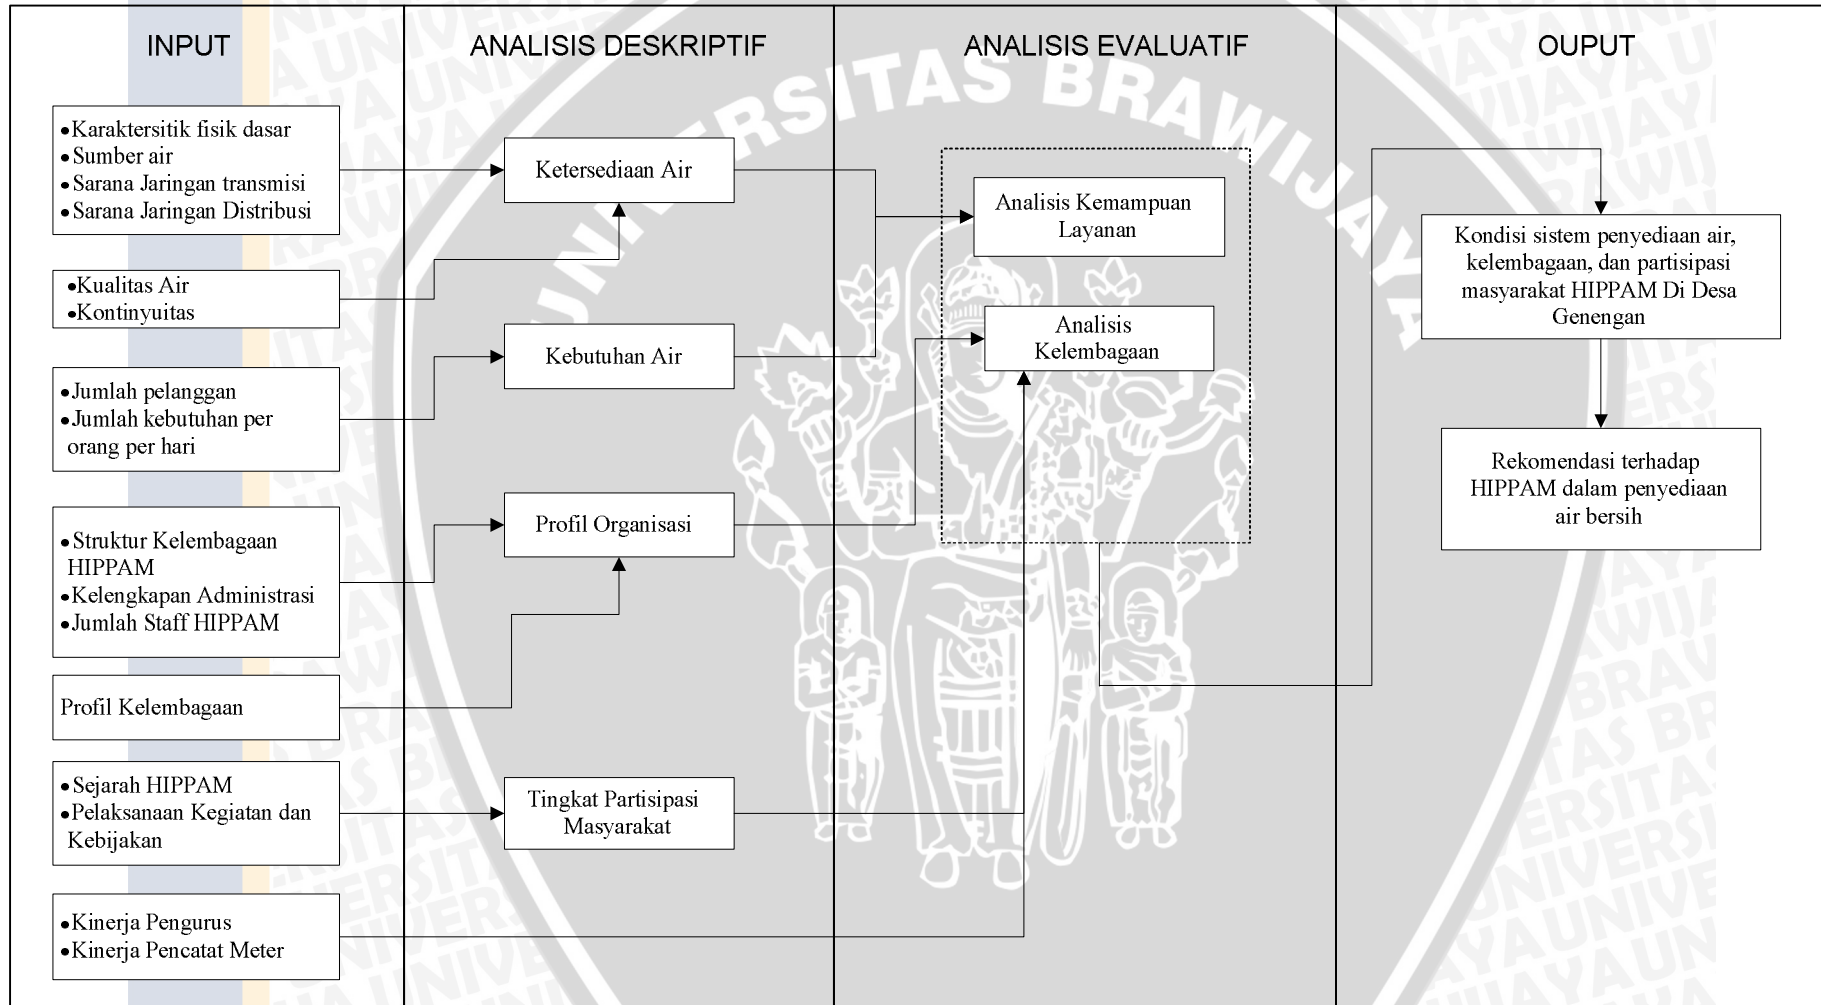 INPUT
ANALISIS DESKRIPTIF
ANALISIS EVALUATIF
OUPUT
•Karaktersitik fisik dasar
•Sumber air
•Sarana Jaringan transmisi
•Sarana Jaringan Distribusi
•Kualitas Air
•Kontinyuitas
•Jumlah pelanggan
•Jumlah kebutuhan per
orang per hari
•Struktur Kelembagaan
HIPPAM
•Kelengkapan Administrasi
•Jumlah Staff HIPPAM
Profil Kelembagaan
•Sejarah HIPPAM
•Pelaksanaan Kegiatan dan
Kebijakan
•Kinerja Pengurus
•Kinerja Pencatat Meter
Ketersediaan Air
Kebutuhan Air
Profil Organisasi
Tingkat Partisipasi
Masyarakat
Analisis Kemampuan
Layanan
Analisis
Kelembagaan
Kondisi sistem penyediaan air,
kelembagaan, dan partisipasi
masyarakat HIPPAM Di Desa
Genengan
Rekomendasi terhadap
HIPPAM dalam penyediaan
air bersih
UNIVERSITAS BRAWIJAYA